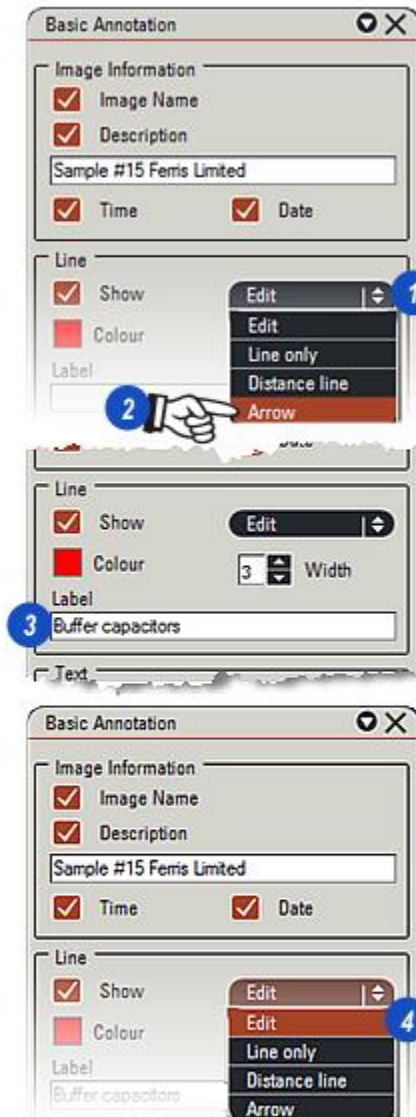 Basic Annotation
Image Information
Image Name
Description
Sample #15 Ferris Limited
Time Date
Line
Show Edit 1
Colour Edit
Line only
Label Distance line
2 Arrow
Date
Line
Show Edit
Colour 3 Width
Label
3 Buffer capacitors
Text
Basic Annotation
Image Information
Image Name
Description
Sample #15 Ferris Limited
Time Date
Line
Show Edit
Colour Edit 4
Line only
Label Distance line
Buffer capacitors Arrow